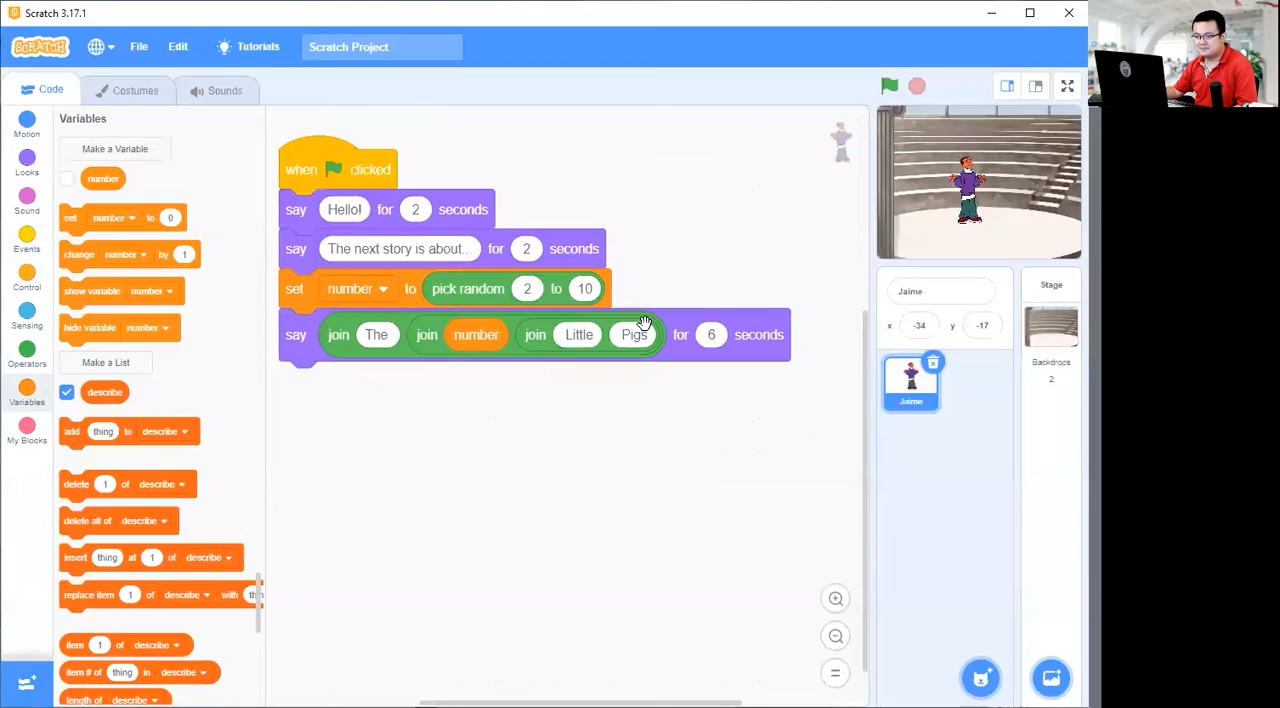 Scratch 3.17.1
SCRATCH File Edit Tutorials Scratch Project
Code Costumes Sounds
Motion
Looks
Sound
Events
Control
Sensing
Operators
Variables
My Blocks
Variables
Make a Variable
number
set number to 0
change number by 1
show variable number
hide variable number
Make a List
describe
add thing to describe
delete 1 of describe
delete all of describe
insert thing at 1 of describe
replace item 1 of describe with
item 1 of describe
item # of thing in describe
length of describe
when clicked
say Hello! for 2 seconds
say The next story is about... for 2 seconds
set number to pick random 2 to 10
say join The join number join Little Pigs for 6 seconds
Jaime
x -34 y -17
Jaime
Stage
Backdrops
2